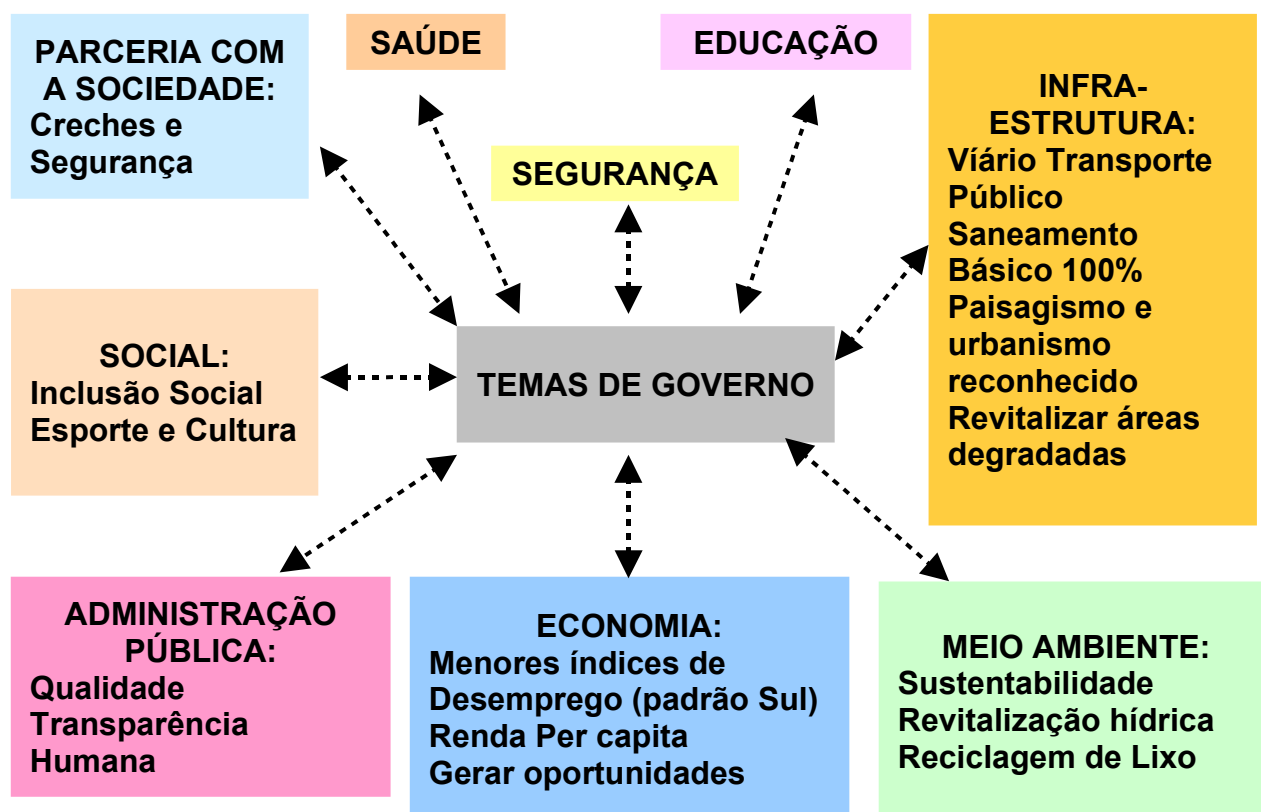 PARCERIA COM
A SOCIEDADE:
Creches e
Segurança
SAÚDE
EDUCAÇÃO
SEGURANÇA
INFRA-
ESTRUTURA:
Víário Transporte
Público
Saneamento
Básico 100%
Paisagismo e
urbanismo
reconhecido
Revitalizar áreas
degradadas
SOCIAL:
Inclusão Social
Esporte e Cultura
TEMAS DE GOVERNO
ADMINISTRAÇÃO
PÚBLICA:
Qualidade
Transparência
Humana
ECONOMIA:
Menores índices de
Desemprego (padrão Sul)
Renda Per capita
Gerar oportunidades
MEIO AMBIENTE:
Sustentabilidade
Revitalização hídrica
Reciclagem de Lixo